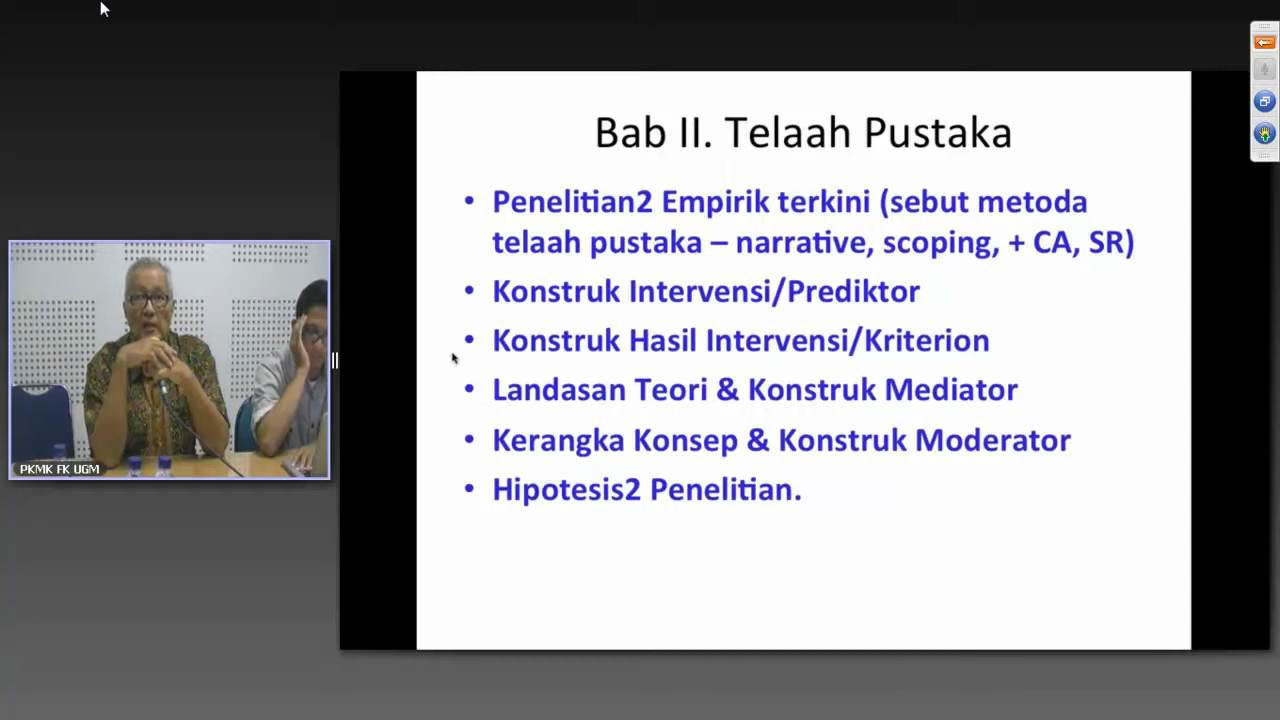 Bab II. Telaah Pustaka
• Penelitian2 Empirik terkini (sebut metoda
telaah pustaka – narrative, scoping, + CA, SR)
• Konstruk Intervensi/Prediktor
• Konstruk Hasil Intervensi/Kriterion
• Landasan Teori & Konstruk Mediator
• Kerangka Konsep & Konstruk Moderator
• Hipotesis2 Penelitian.
PKMK FK UGM